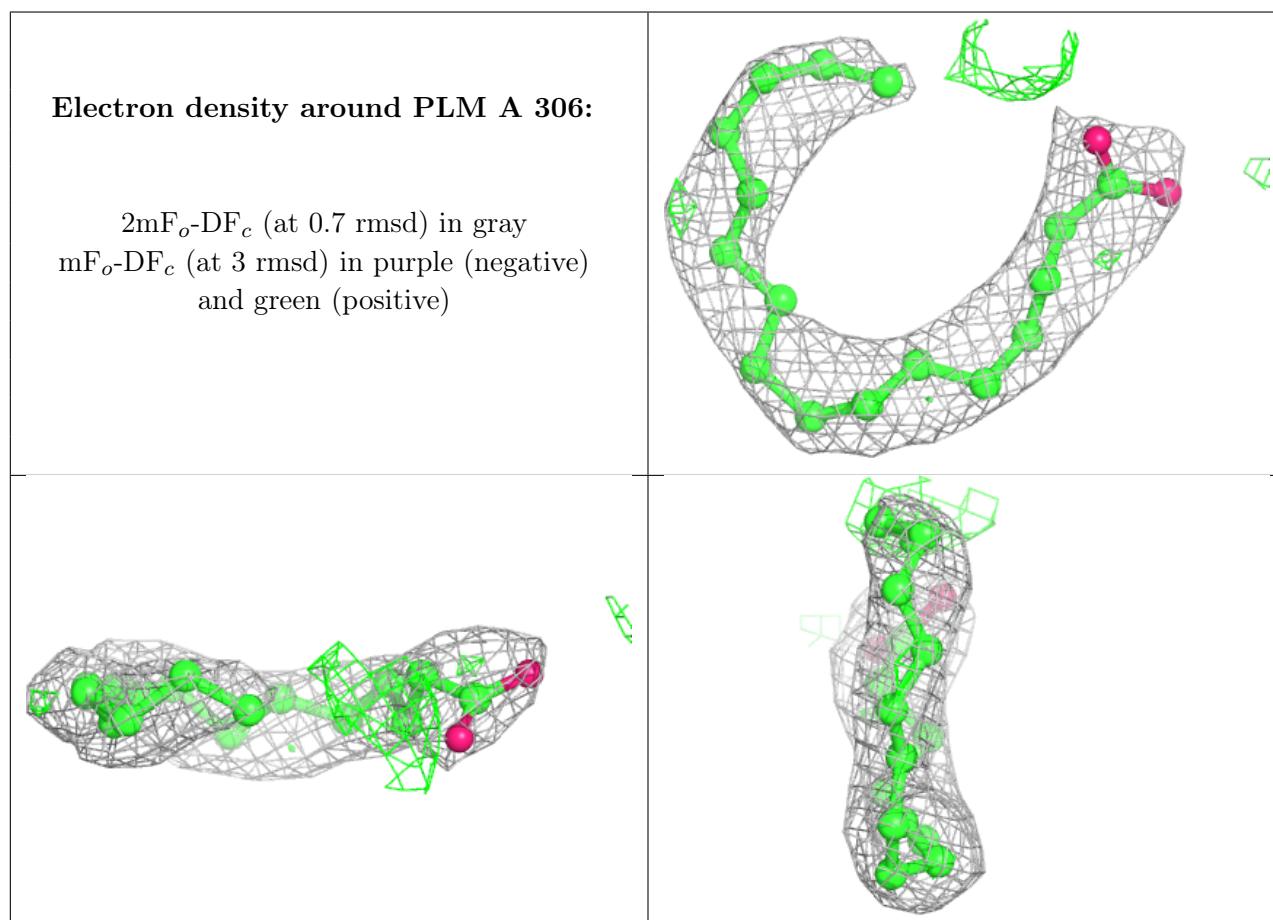 Electron density around PLM A 306:
2mFo-DFc (at 0.7 rmsd) in gray
mFo-DFc (at 3 rmsd) in purple (negative)
and green (positive)